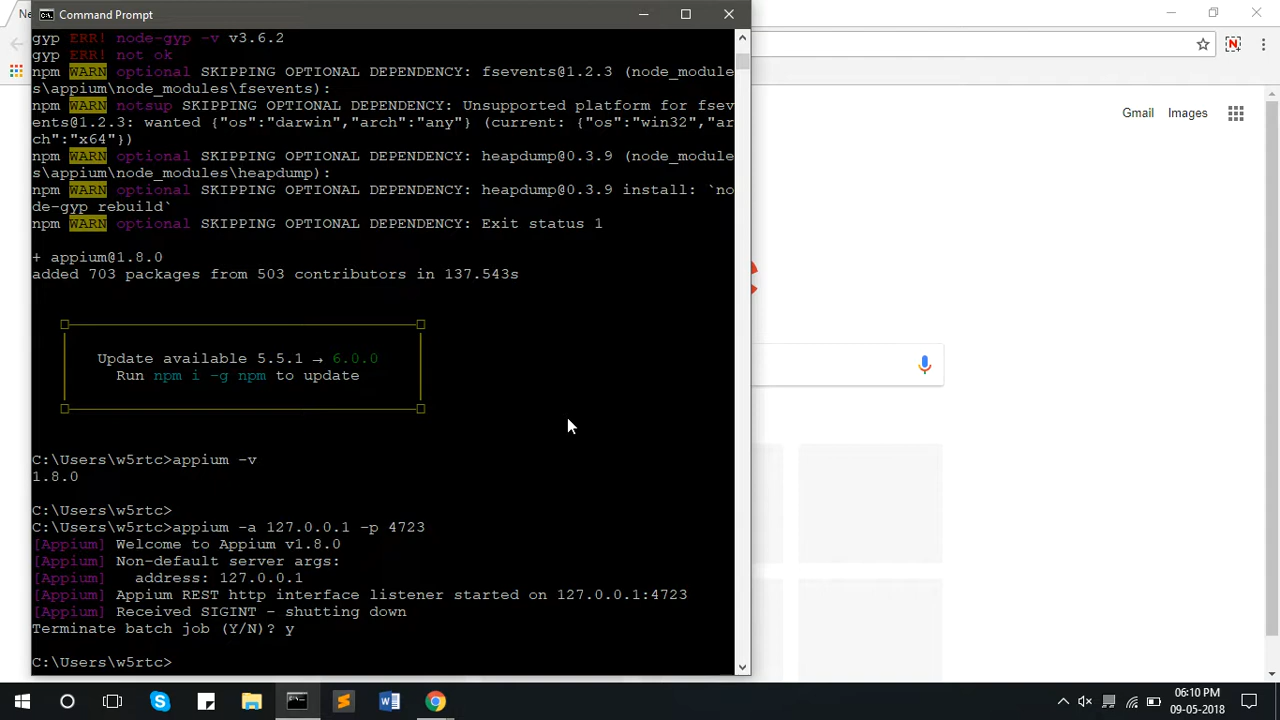 Ne
Command Prompt
gyp ERR! node-gyp -v v3.6.2
gyp ERR! not ok
npm WARN optional SKIPPING OPTIONAL DEPENDENCY: fsevents@1.2.3 (node_module
s\appium\node_modules\fsevents):
npm WARN notsup SKIPPING OPTIONAL DEPENDENCY: Unsupported platform for fsev
ents@1.2.3: wanted {"os":"darwin","arch":"any"} (current: {"os":"win32","ar
ch":"x64"})
npm WARN optional SKIPPING OPTIONAL DEPENDENCY: heapdump@0.3.9 (node_module
s\appium\node_modules\heapdump):
npm WARN optional SKIPPING OPTIONAL DEPENDENCY: heapdump@0.3.9 install: `no
de-gyp rebuild`
npm WARN optional SKIPPING OPTIONAL DEPENDENCY: Exit status 1
+ appium@1.8.0
added 703 packages from 503 contributors in 137.543s
Update available 5.5.1 → 6.0.0
Run npm i -g npm to update
C:\Users\w5rtc>appium -v
1.8.0
C:\Users\w5rtc>
C:\Users\w5rtc>appium -a 127.0.0.1 -p 4723
[Appium] Welcome to Appium v1.8.0
[Appium] Non-default server args:
[Appium]   address: 127.0.0.1
[Appium] Appium REST http interface listener started on 127.0.0.1:4723
[Appium] Received SIGINT - shutting down
Terminate batch job (Y/N)? y
C:\Users\w5rtc>
Gmail Images
06:10 PM
09-05-2018